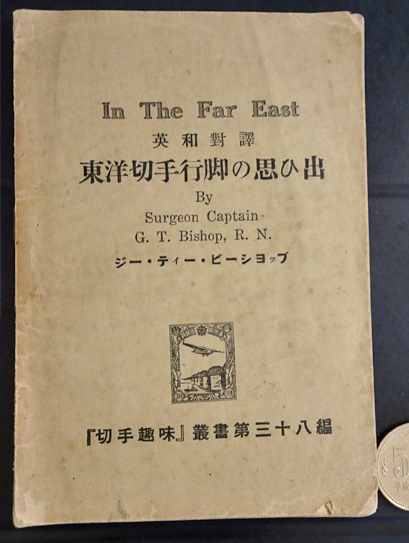 In The Far East
英和對譯
東洋切手行脚の思ひ出
By
Surgeon Captain
G. T. Bishop, R. N.
ジー・ティー・ビーショップ
『切手趣味』叢書第三十八編